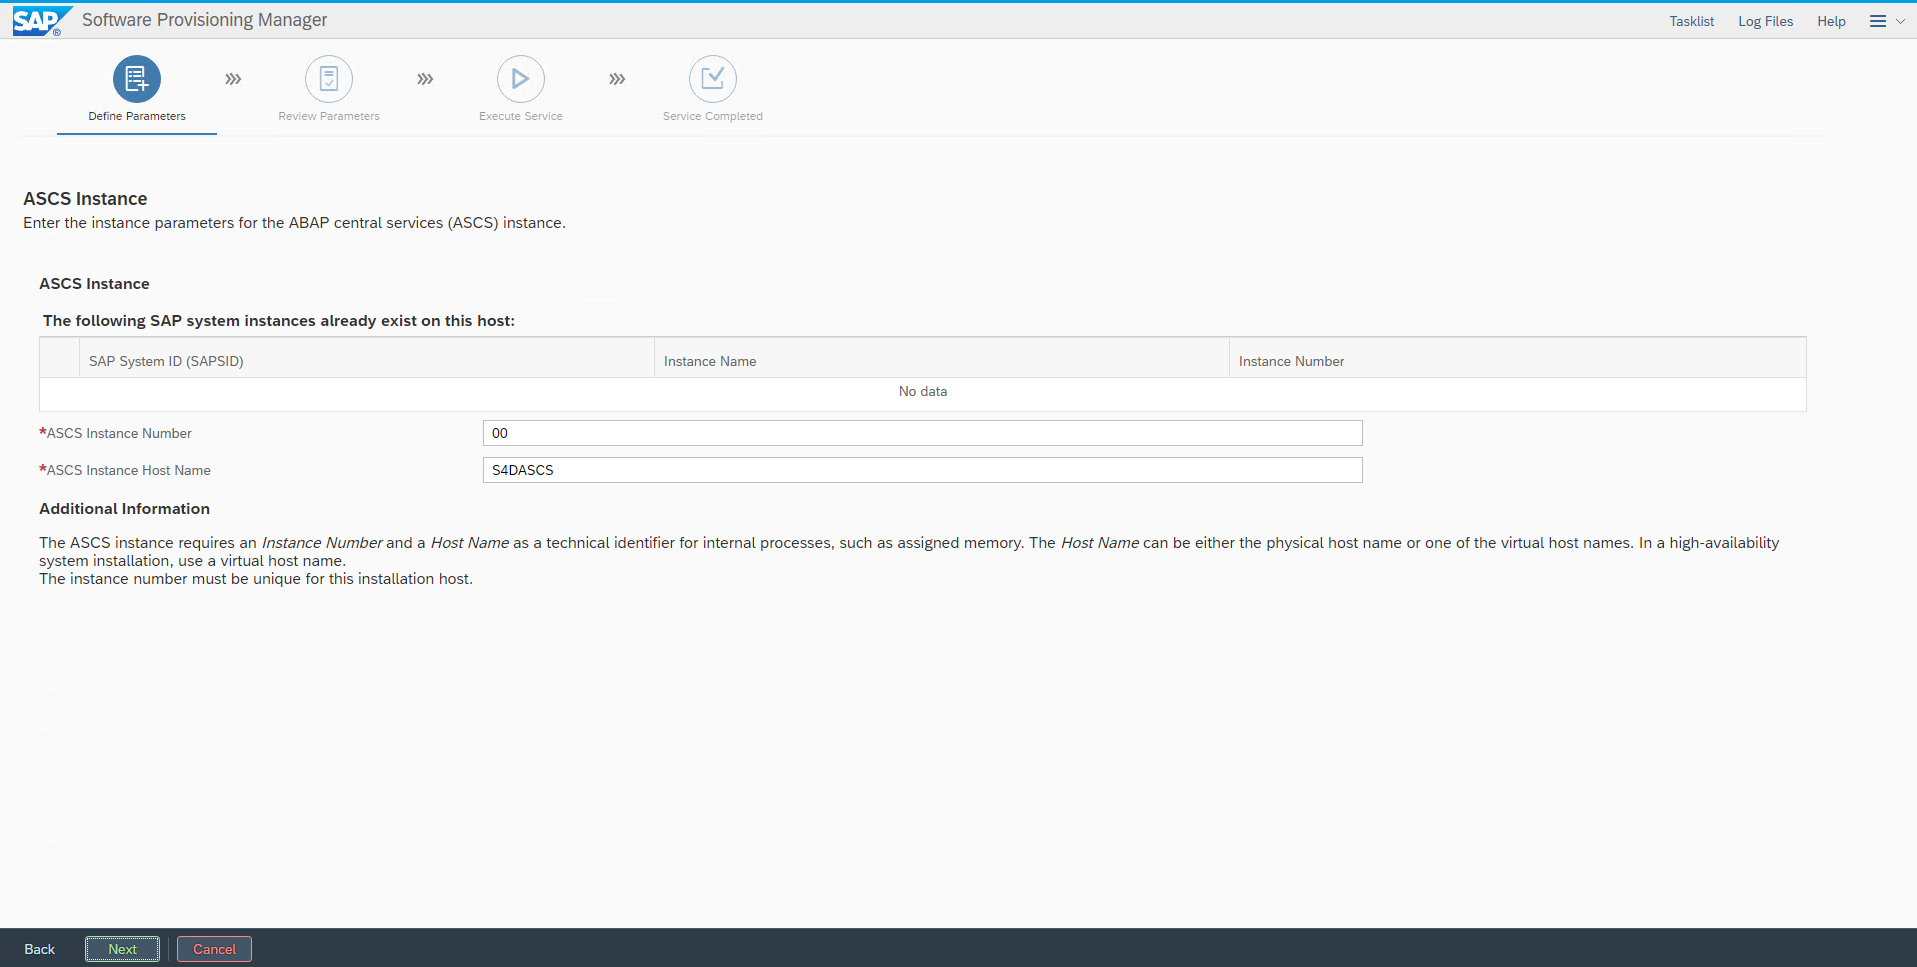 SAP® Software Provisioning Manager Tasklist Log Files Help
Define Parameters Review Parameters Execute Service Service Completed
ASCS Instance
Enter the instance parameters for the ABAP central services (ASCS) instance.
ASCS Instance
The following SAP system instances already exist on this host:
SAP System ID (SAPSID) Instance Name Instance Number
No data
*ASCS Instance Number 00
*ASCS Instance Host Name S4DASCS
Additional Information
The ASCS instance requires an Instance Number and a Host Name as a technical identifier for internal processes, such as assigned memory. The Host Name can be either the physical host name or one of the virtual host names. In a high-availability
system installation, use a virtual host name.
The instance number must be unique for this installation host.
Back Next Cancel